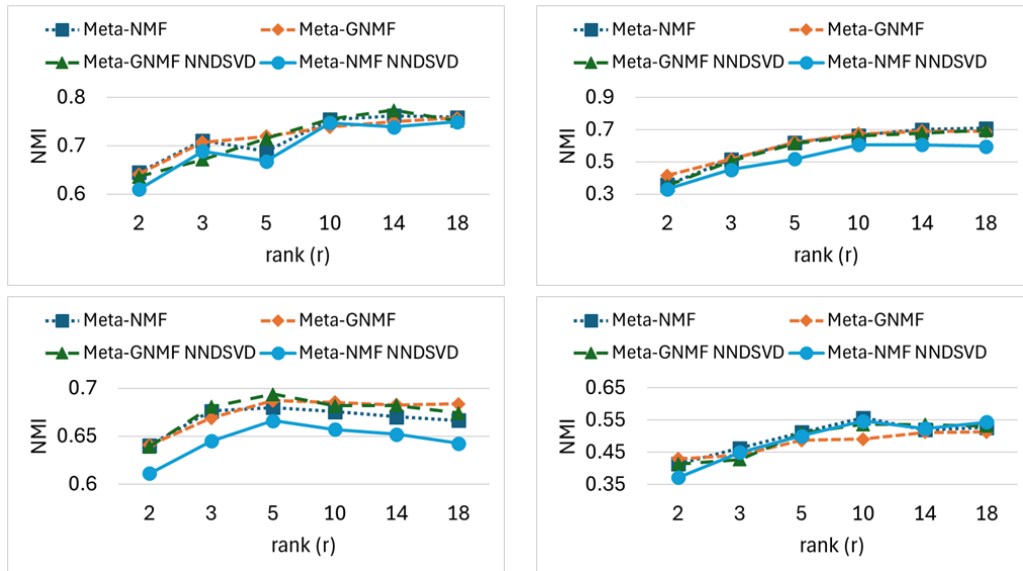 Meta-NMF Meta-GNMF
Meta-GNMF NNDSVD Meta-NMF NNDSVD
0.8
0.7
0.6
NMI
2 3 5 10 14 18
rank (r)
Meta-NMF Meta-GNMF
Meta-GNMF NNDSVD Meta-NMF NNDSVD
0.9
0.7
0.5
0.3
NMI
2 3 5 10 14 18
rank (r)
Meta-NMF Meta-GNMF
Meta-GNMF NNDSVD Meta-NMF NNDSVD
0.7
0.65
0.6
NMI
2 3 5 10 14 18
rank (r)
Meta-NMF Meta-GNMF
Meta-GNMF NNDSVD Meta-NMF NNDSVD
0.65
0.55
0.45
0.35
NMI
2 3 5 10 14 18
rank (r)